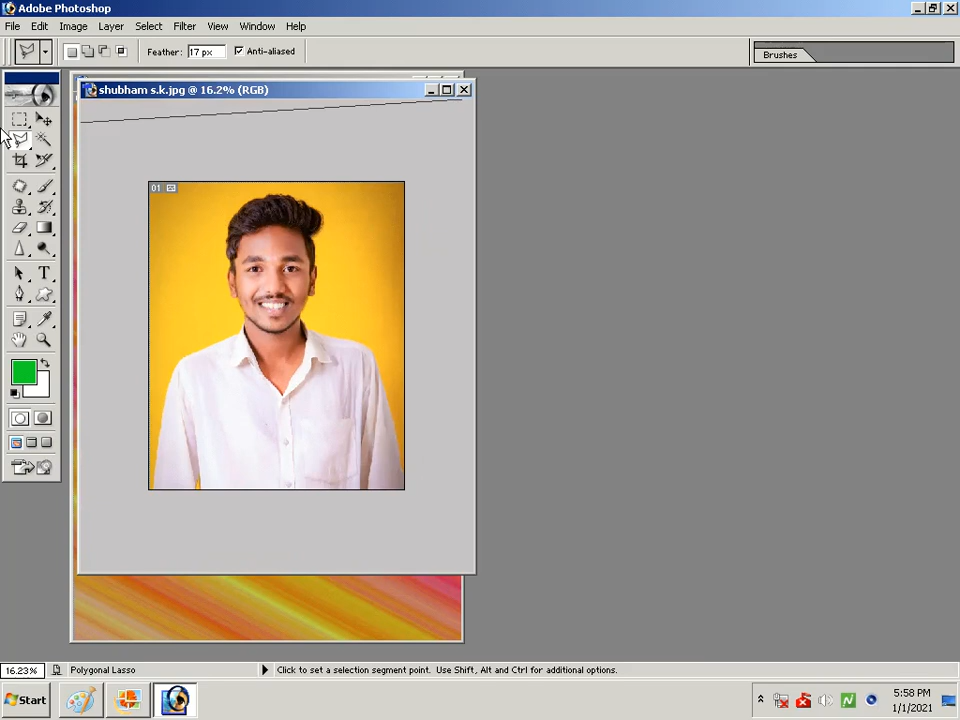 Adobe Photoshop
File Edit Image Layer Select Filter View Window Help
Feather: 17 px Anti-aliased
Brushes
shubham s.k.jpg @ 16.2% (RGB)
01
T
16.23% Polygonal Lasso Click to set a selection segment point. Use Shift, Alt and Ctrl for additional options.
Start
5:58 PM
1/1/2021